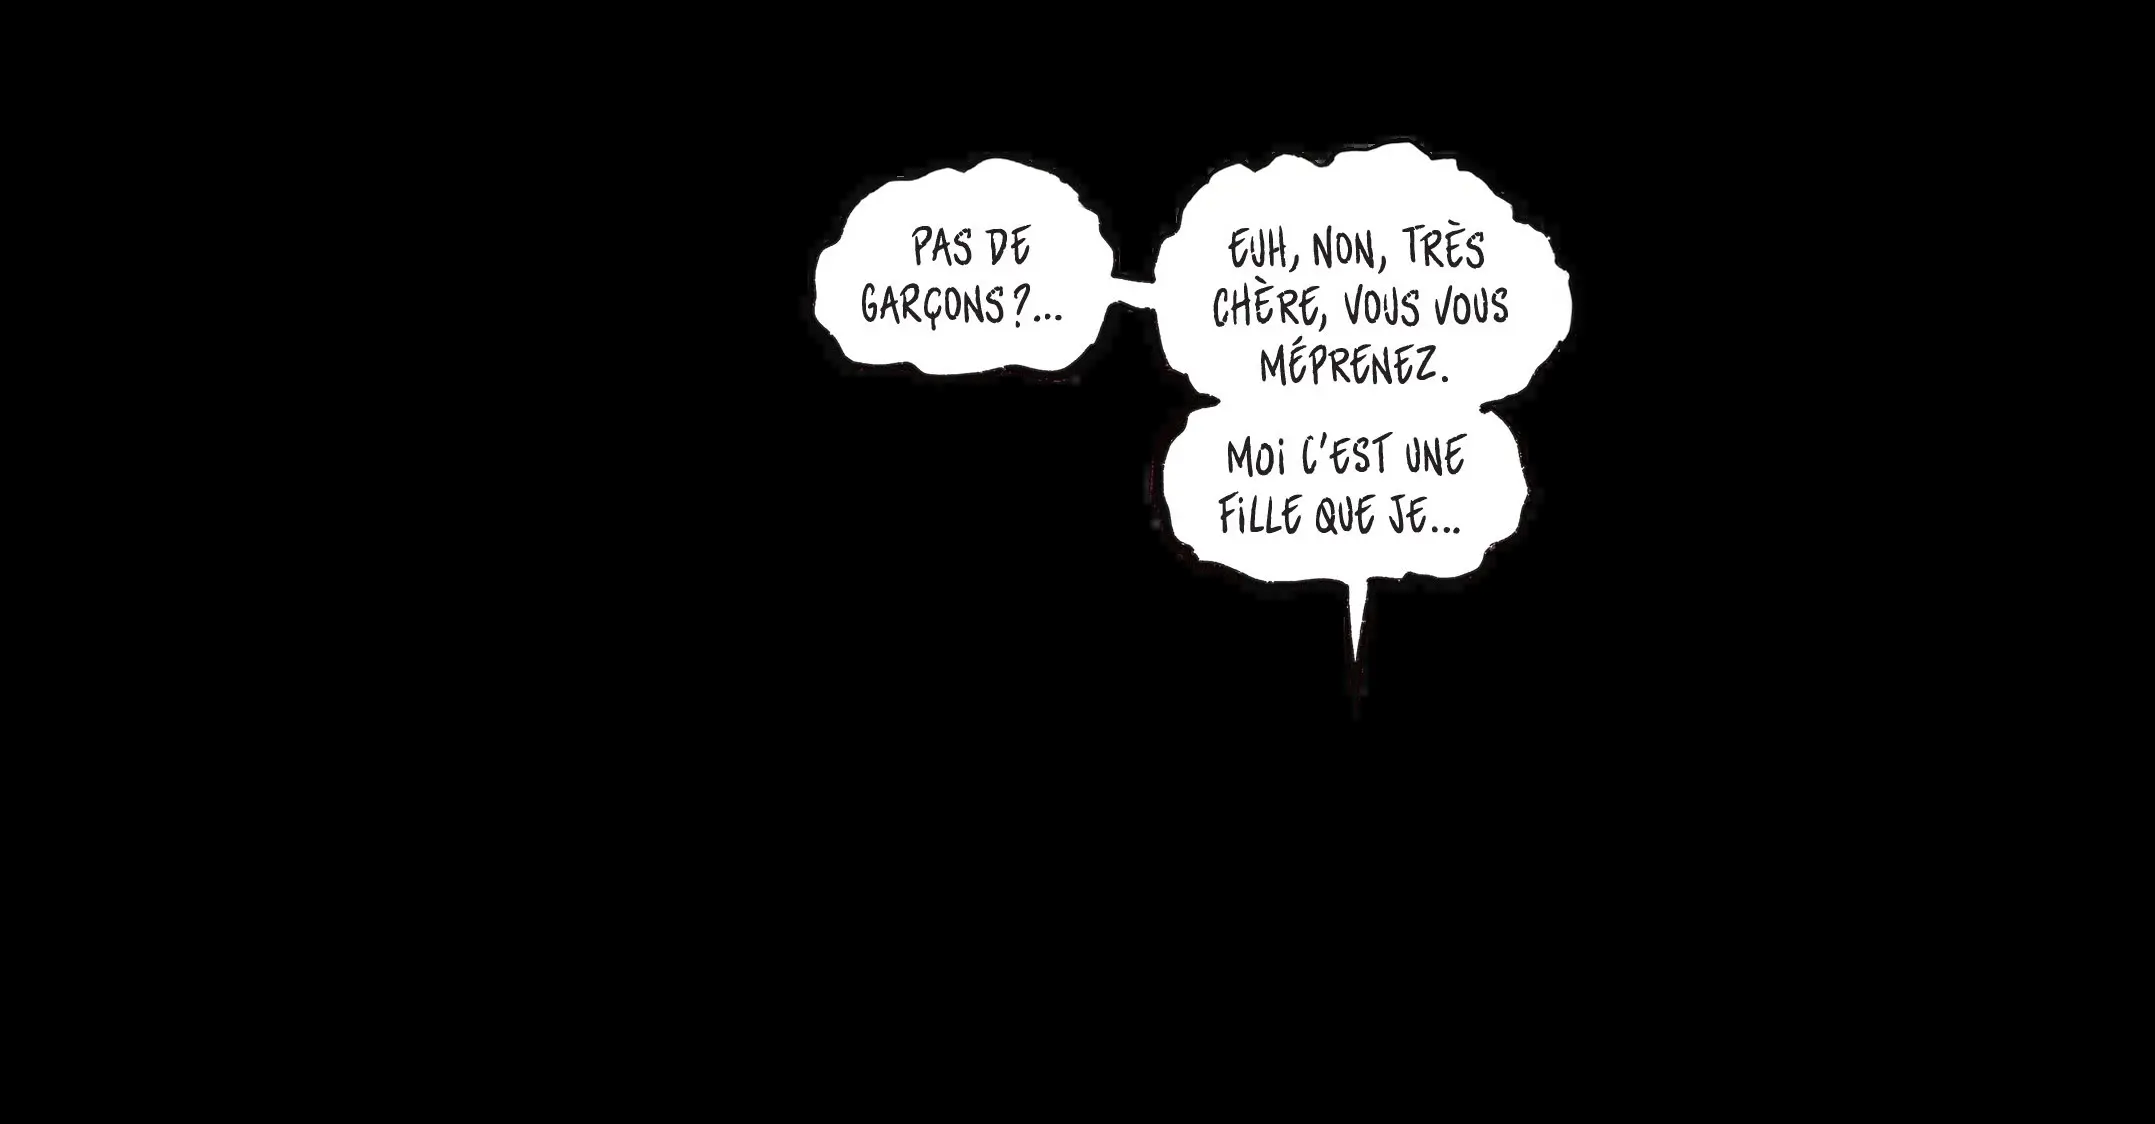 PAS DE
GARÇONS ?...
EUH, NON, TRÈS
CHÈRE, VOUS VOUS
MÉPRENEZ.
MOI C'EST UNE
FILLE QUE JE...